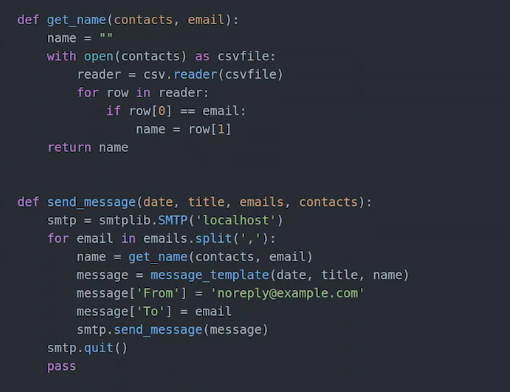 def get_name(contacts, email):
    name = ""
    with open(contacts) as csvfile:
        reader = csv.reader(csvfile)
        for row in reader:
            if row[0] == email:
                name = row[1]
    return name
def send_message(date, title, emails, contacts):
    smtp = smtplib.SMTP('localhost')
    for email in emails.split(','):
        name = get_name(contacts, email)
        message = message_template(date, title, name)
        message['From'] = 'noreply@example.com'
        message['To'] = email
        smtp.send_message(message)
    smtp.quit()
    pass